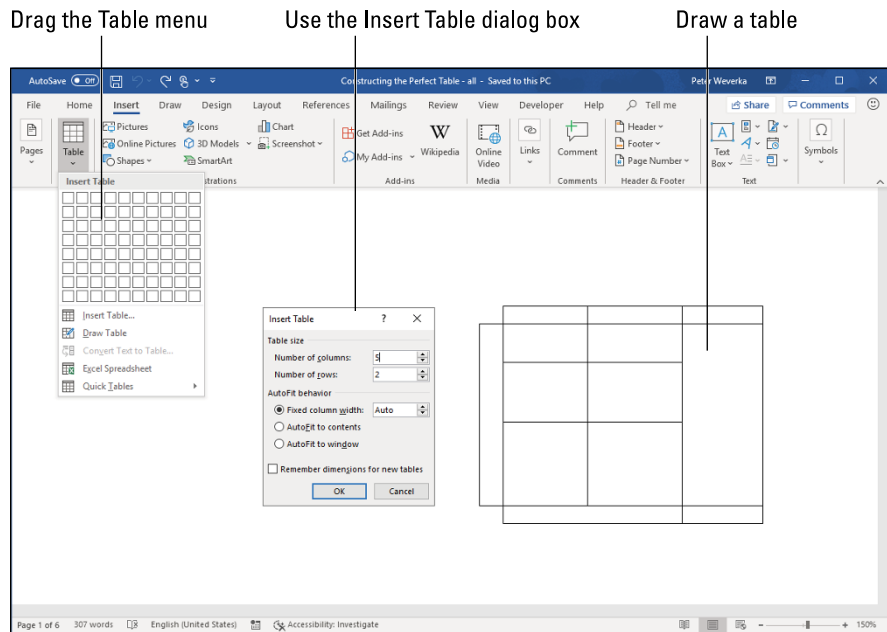 Drag the Table menu
Use the Insert Table dialog box
Draw a table
AutoSave Off
Constructing the Perfect Table - all - Saved to this PC
Peter Weverka
File Home Insert Draw Design Layout References Mailings Review View Developer Help Tell me Share Comments
Pages
Table
Pictures
Online Pictures
Shapes
Icons
3D Models
SmartArt
Chart
Screenshot
Get Add-ins
My Add-ins
W
Wikipedia
Online
Video
Links
Comment
Header
Footer
Page Number
A
Text
Box
Ω
Symbols
strations
Add-ins
Media
Comments
Header & Footer
Text
Insert Table
Insert Table...
Draw Table
Convert Text to Table...
Excel Spreadsheet
Quick Tables
Insert Table ? ×
Table size
Number of columns: 5
Number of rows: 2
AutoFit behavior
Fixed column width: Auto
AutoFit to contents
AutoFit to window
Remember dimensions for new tables
OK Cancel
Page 1 of 6 307 words English (United States) Accessibility: Investigate 150%